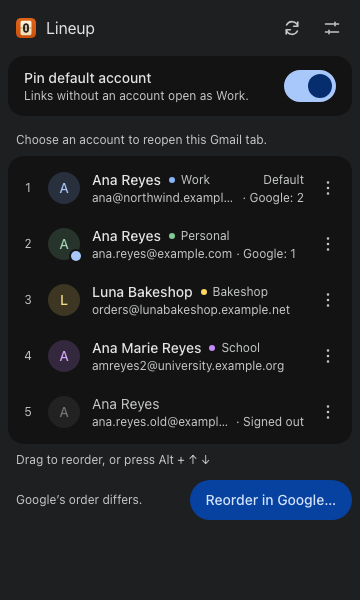 0 Lineup
Pin default account
Links without an account open as Work.
Choose an account to reopen this Gmail tab.
1 A Ana Reyes • Work Default
ana@northwind.exampl… · Google: 2
2 A Ana Reyes • Personal
ana.reyes@example.com · Google: 1
3 L Luna Bakeshop • Bakeshop
orders@lunabakeshop.example.net
4 A Ana Marie Reyes • School
amreyes2@university.example.org
5 A Ana Reyes
ana.reyes.old@exampl… · Signed out
Drag to reorder, or press Alt + ↑ ↓
Google’s order differs. Reorder in Google…